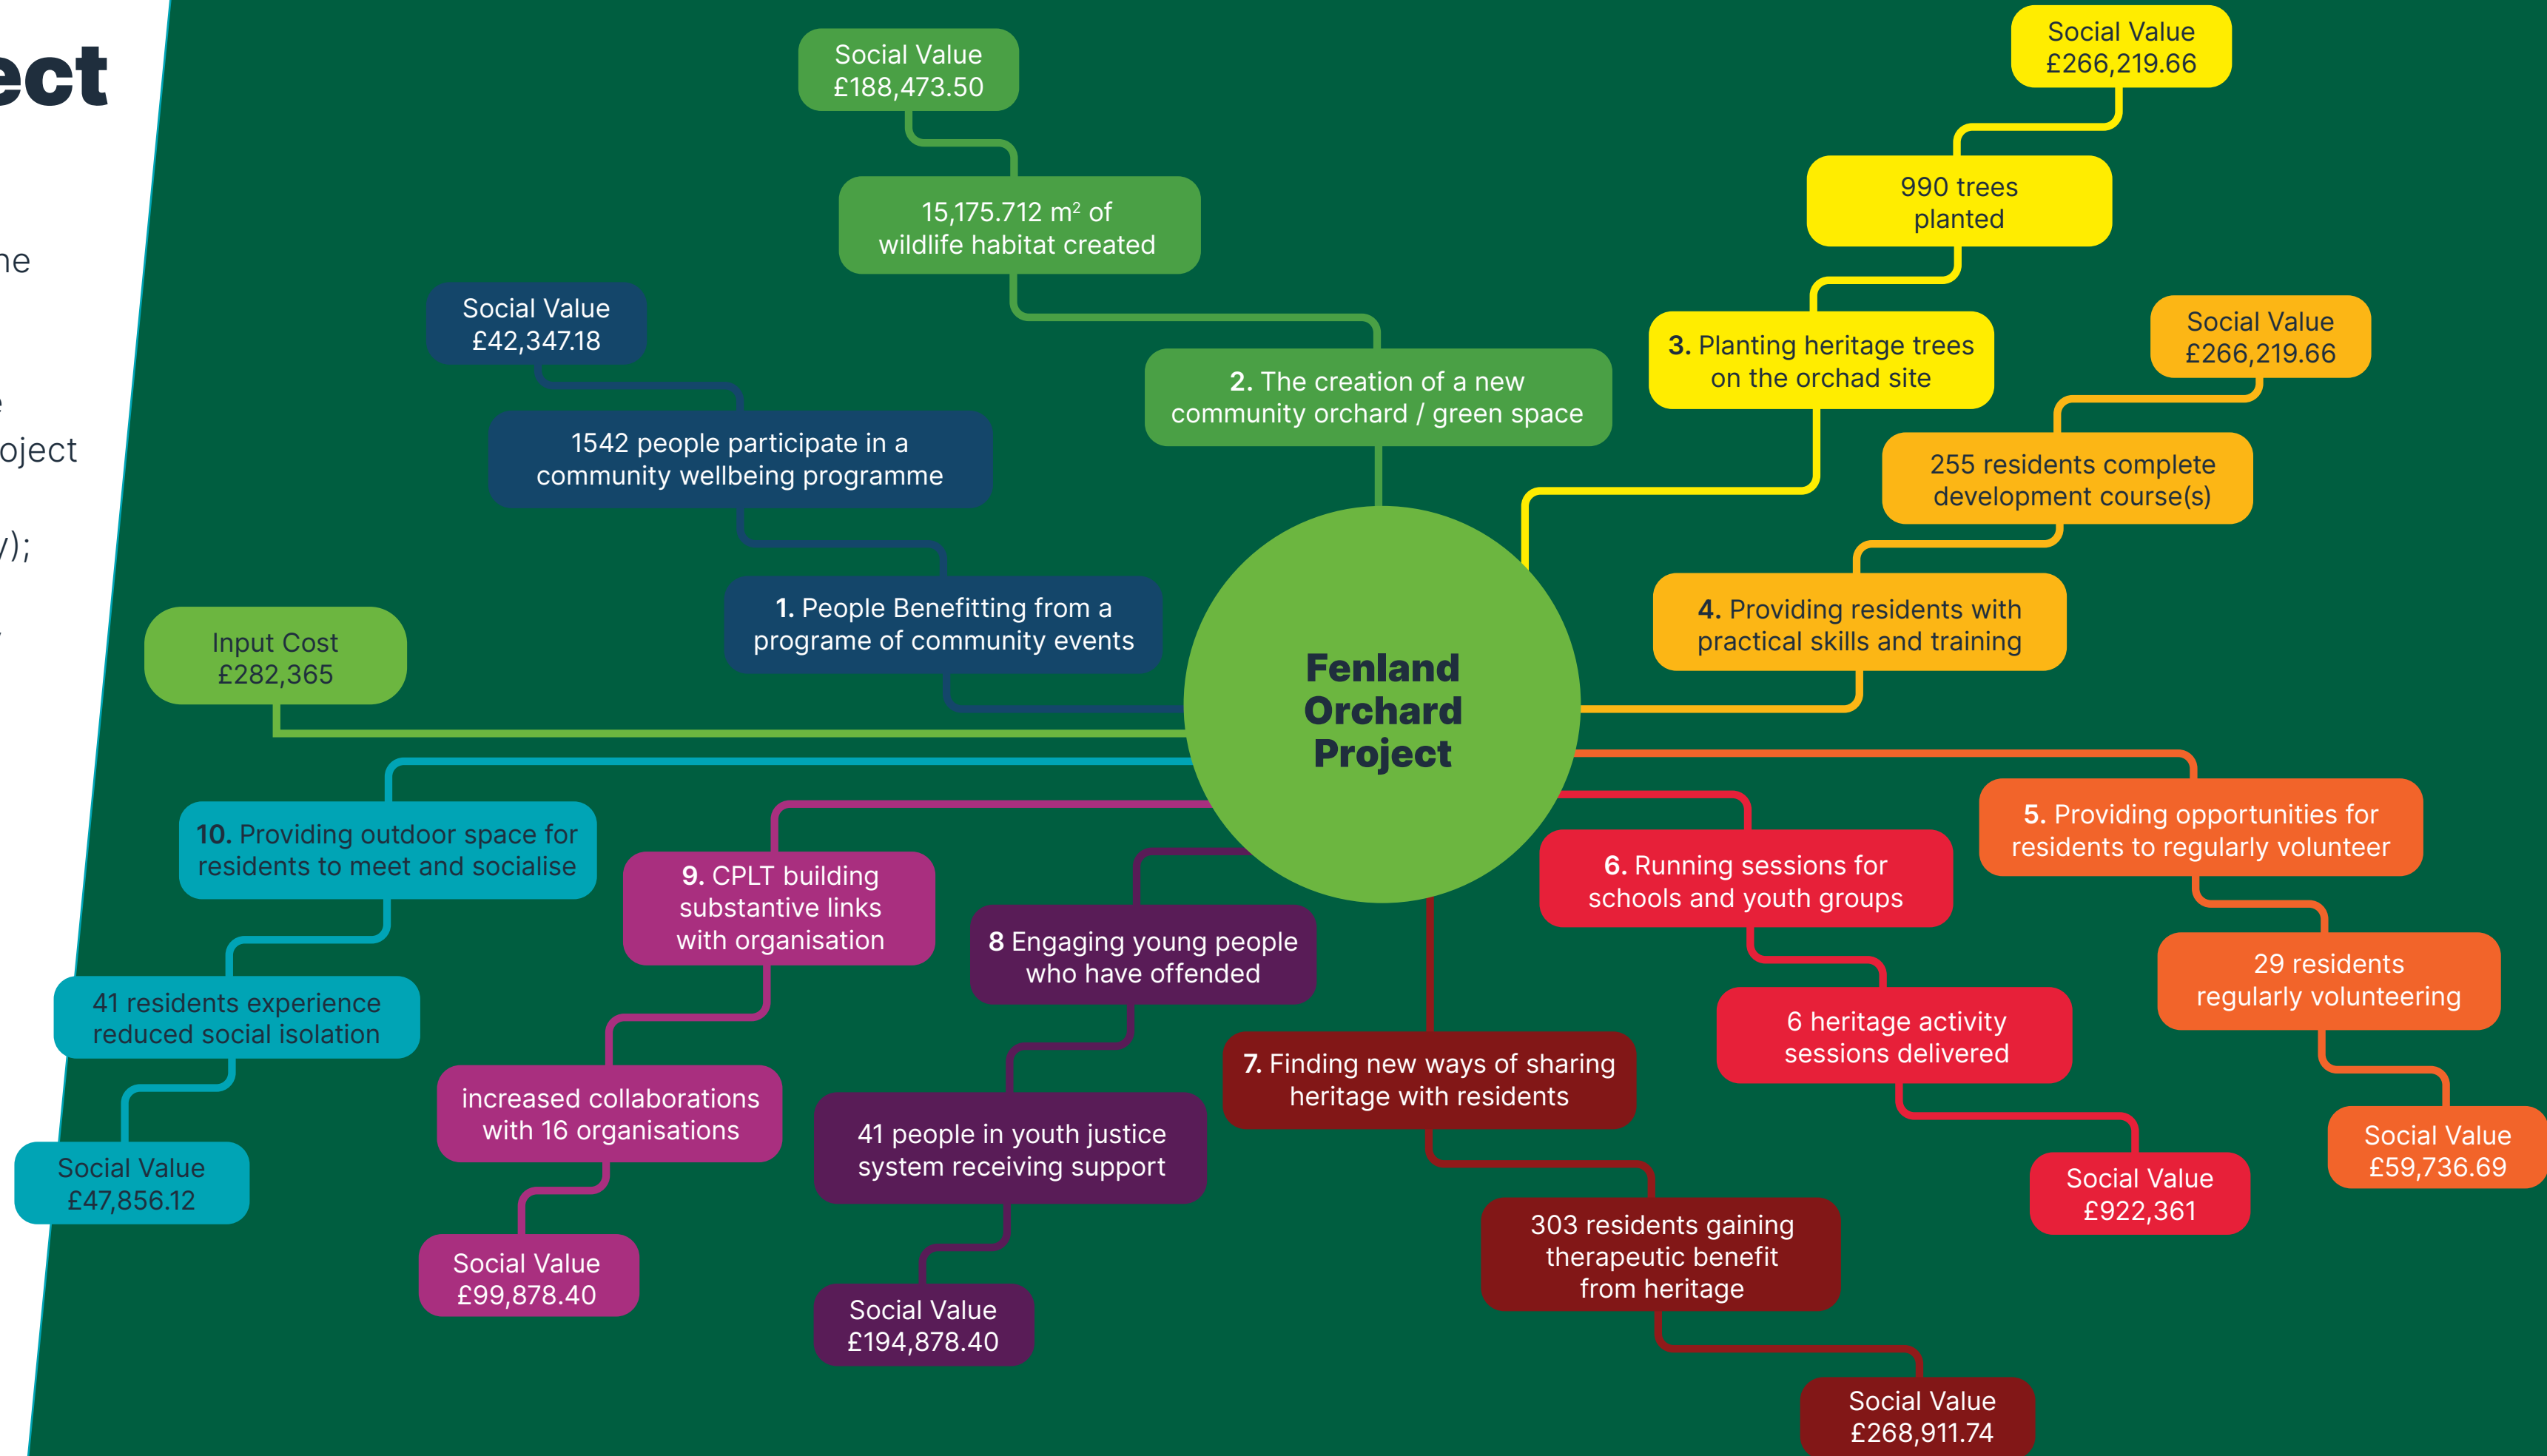 ect
ne
e
oject
y);
Social Value
£188,473.50
15,175.712 m² of
wildlife habitat created
2. The creation of a new
community orchard / green space
Social Value
£266,219.66
990 trees
planted
3. Planting heritage trees
on the orchad site
Social Value
£42,347.18
1542 people participate in a
community wellbeing programme
1. People Benefitting from a
programe of community events
Social Value
£266,219.66
255 residents complete
development course(s)
4. Providing residents with
practical skills and training
Input Cost
£282,365
Fenland
Orchard
Project
5. Providing opportunities for
residents to regularly volunteer
29 residents
regularly volunteering
Social Value
£59,736.69
6. Running sessions for
schools and youth groups
6 heritage activity
sessions delivered
Social Value
£922,361
7. Finding new ways of sharing
heritage with residents
303 residents gaining
therapeutic benefit
from heritage
Social Value
£268,911.74
8 Engaging young people
who have offended
41 people in youth justice
system receiving support
Social Value
£194,878.40
9. CPLT building
substantive links
with organisation
increased collaborations
with 16 organisations
Social Value
£99,878.40
10. Providing outdoor space for
residents to meet and socialise
41 residents experience
reduced social isolation
Social Value
£47,856.12